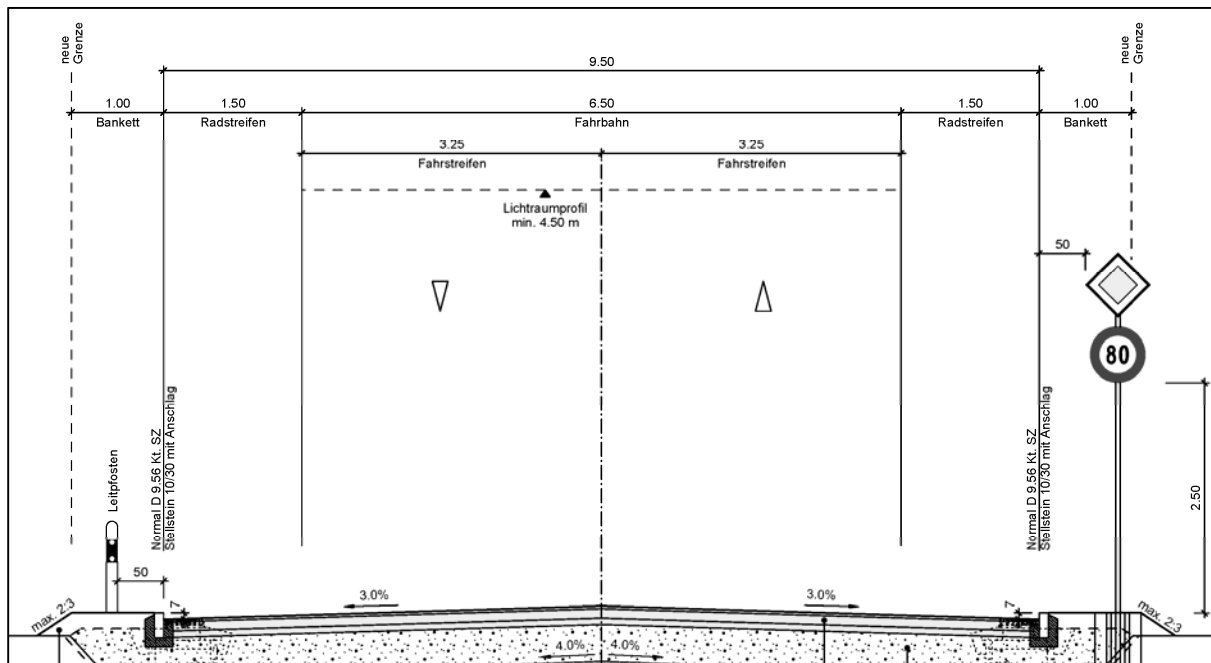 neue
Grenze
neue
Grenze
9.50
1.00
1.50
6.50
1.50
1.00
Bankett
Radstreifen
Fahrbahn
Radstreifen
Bankett
3.25
3.25
Fahrstreifen
Fahrstreifen
Lichtraumprofil
min. 4.50 m
50
80
Leitpfosten
Normal D 9.56 Kt. SZ
Stellstein 10/30 mit Anschlag
Normal D 9.56 Kt. SZ
Stellstein 10/30 mit Anschlag
2.50
50
max. 2:3
7
3.0%
3.0%
7
max. 2:3
4.0%
4.0%